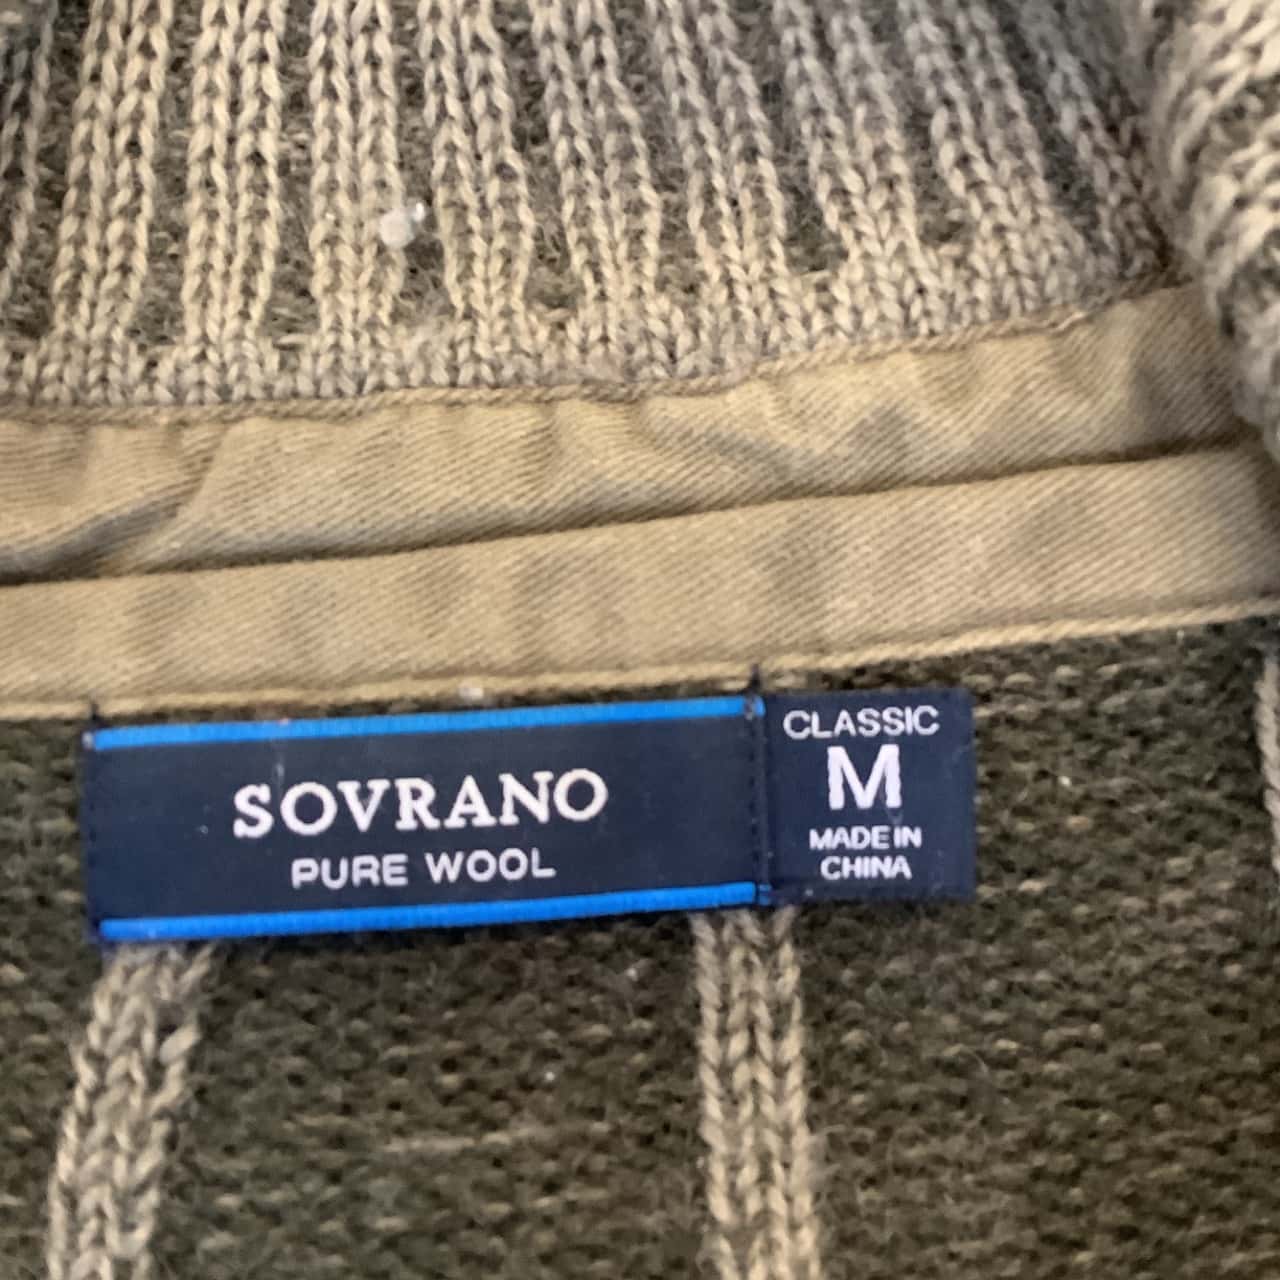 SOVRANO
PURE WOOL
CLASSIC
M
MADE IN
CHINA